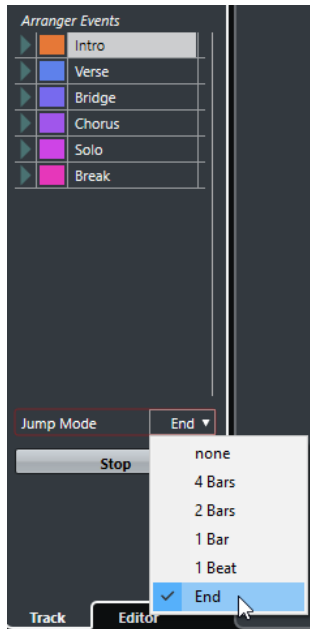 Arranger Events
Intro
Verse
Bridge
Chorus
Solo
Break
Jump Mode End
Stop
none
4 Bars
2 Bars
1 Bar
1 Beat
End
Track Editor